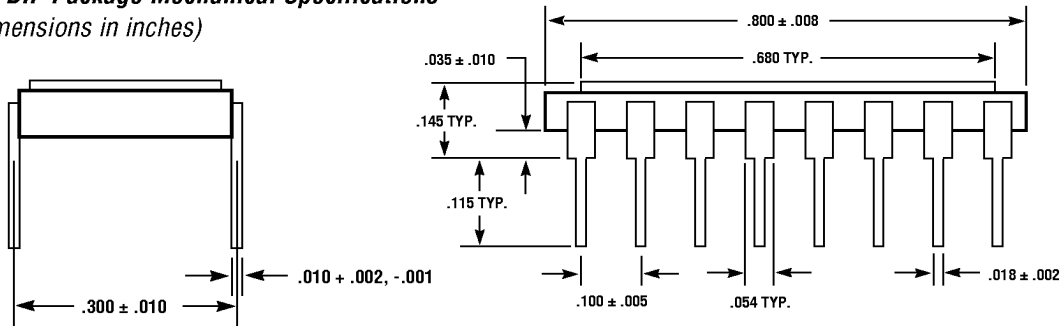 Package Mechanical Specifications
mensions in inches)
.800 ± .008
.680 TYP.
.035 ± .010
.145 TYP.
.115 TYP.
.010 + .002, -.001
.300 ± .010
.100 ± .005
.054 TYP.
.018 ± .002